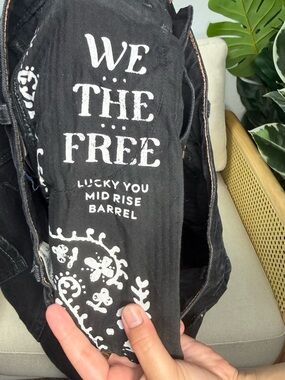 WE
THE
FREE
LUCKY YOU
MID RISE
BARREL